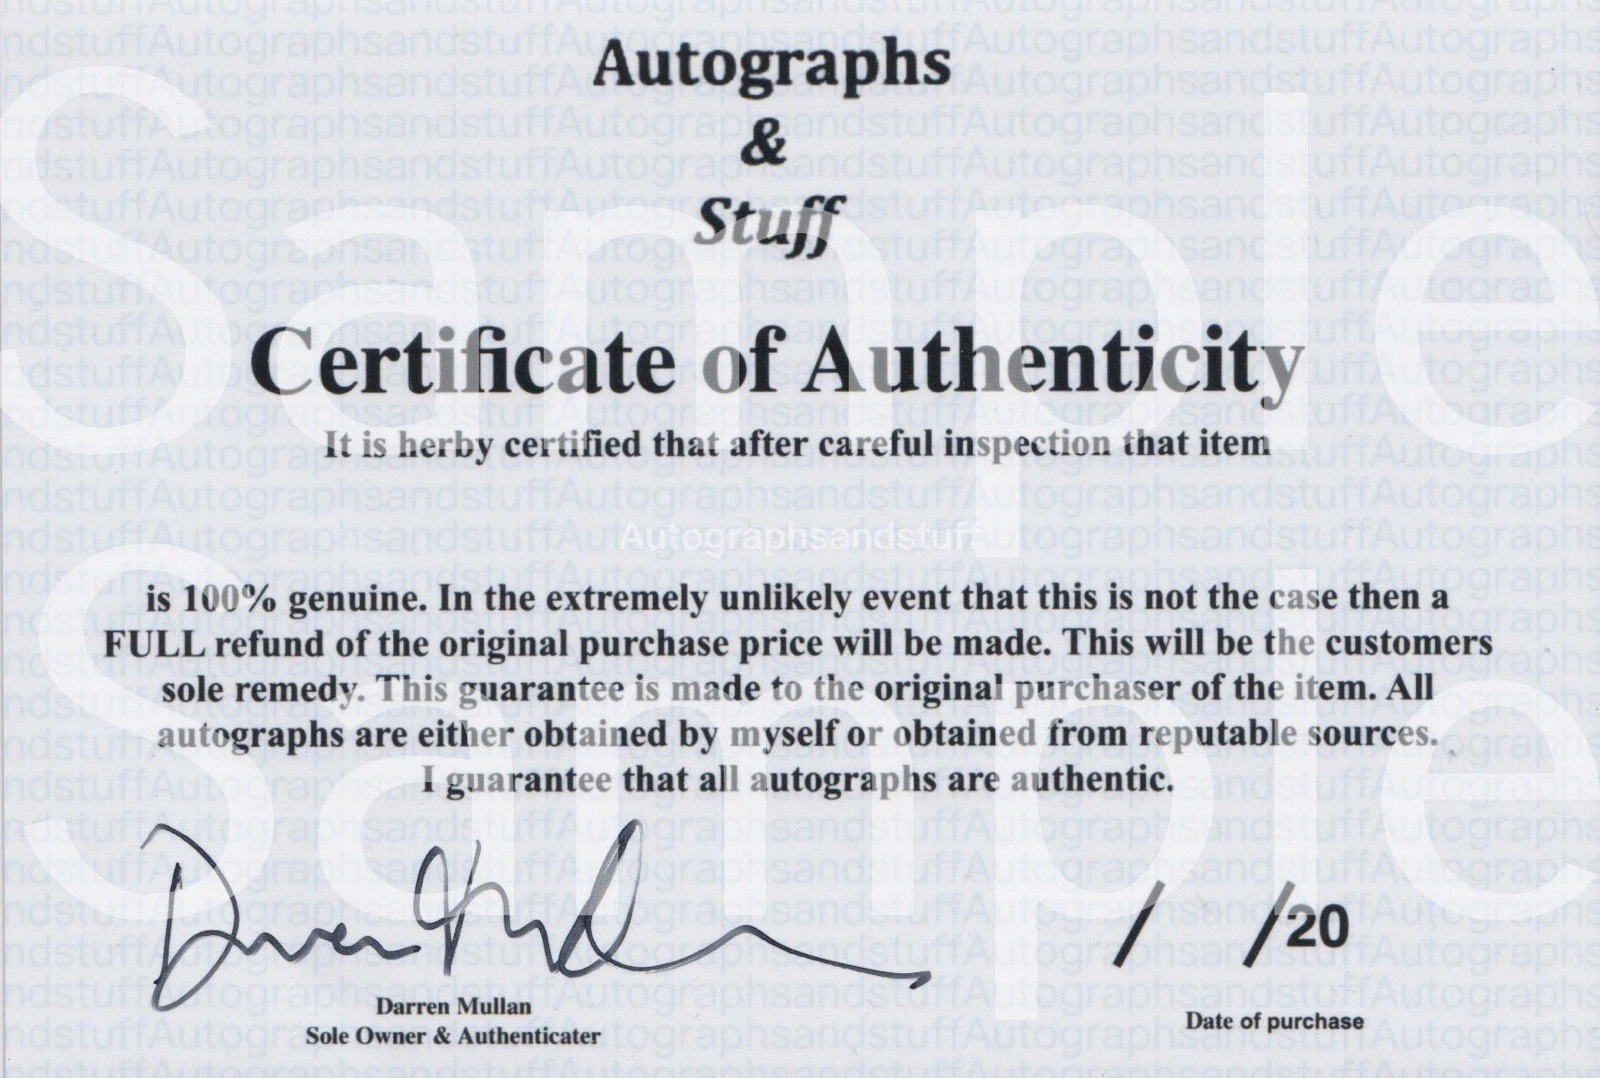 Autographs
&
Stuff
Certificate of Authenticity
It is herby certified that after careful inspection that item
Autographsandstuff
is 100% genuine. In the extremely unlikely event that this is not the case then a
FULL refund of the original purchase price will be made. This will be the customers
sole remedy. This guarantee is made to the original purchaser of the item. All
autographs are either obtained by myself or obtained from reputable sources.
I guarantee that all autographs are authentic.
/ /20
Darren Mullan
Sole Owner & Authenticater
Date of purchase
Sample
Sample